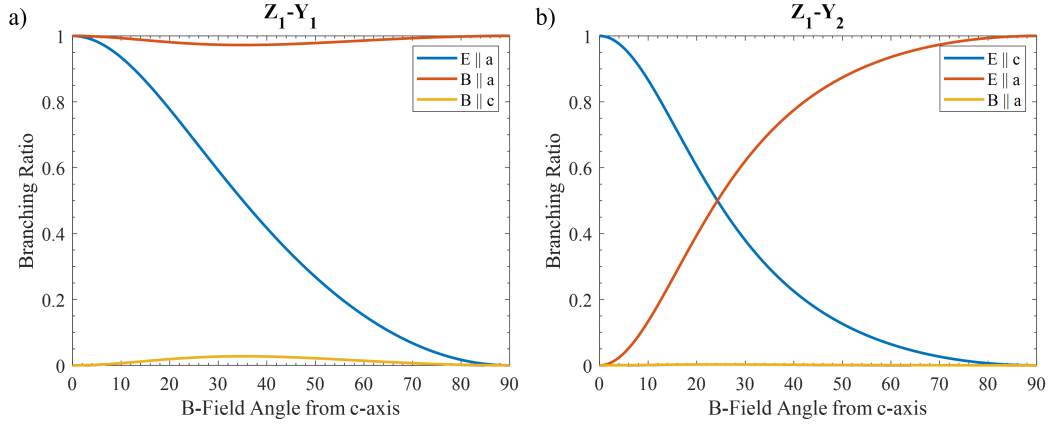 a)
Z1-Y1
1
0.8
0.6
0.4
0.2
0
Branching Ratio
E || a
B || a
B || c
0 10 20 30 40 50 60 70 80 90
B-Field Angle from c-axis
b)
Z1-Y2
1
0.8
0.6
0.4
0.2
0
Branching Ratio
E || c
E || a
B || a
0 10 20 30 40 50 60 70 80 90
B-Field Angle from c-axis